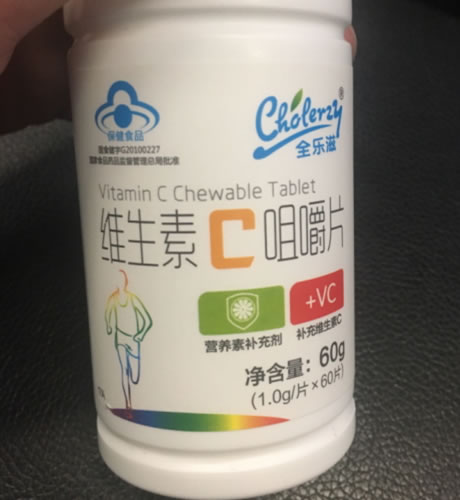 保健食品
国食健字G20100227
国家食品药品监督管理总局批准
Cholerzy®
全乐滋
Vitamin C Chewable Tablet
维生素C咀嚼片
营养素补充剂
+VC
补充维生素C
净含量：60g
(1.0g/片×60片)